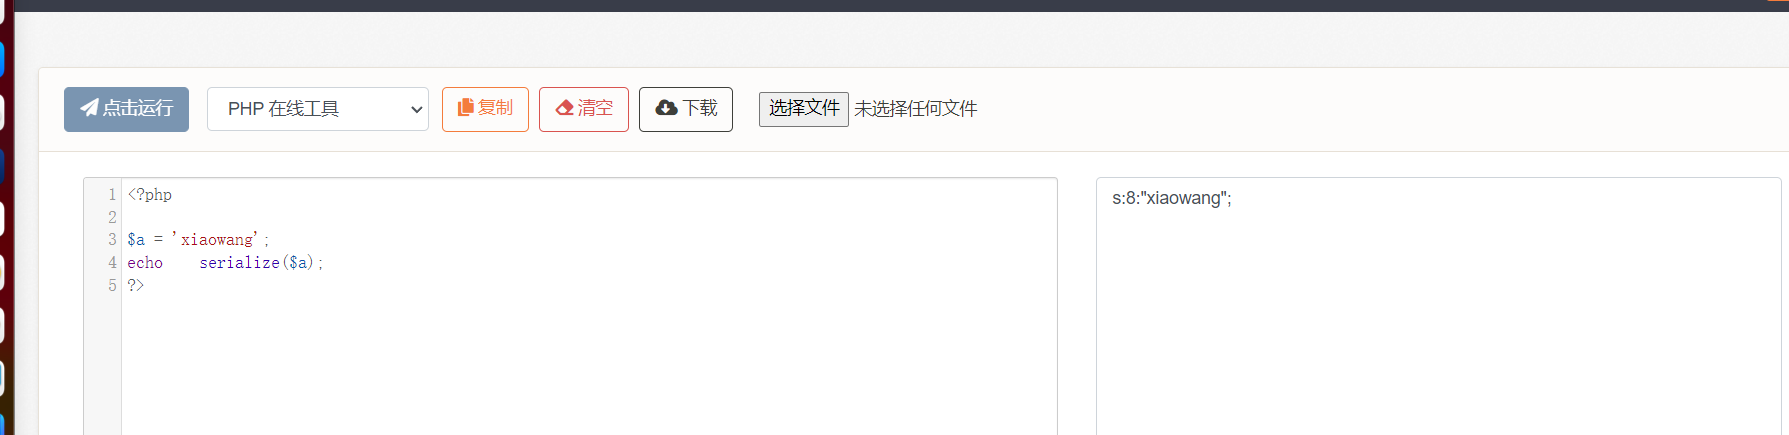 点击运行 PHP 在线工具 复制 清空 下载 选择文件 未选择任何文件
1 <?php
2
3 $a = 'xiaowang';
4 echo    serialize($a);
5 ?>
s:8:"xiaowang";